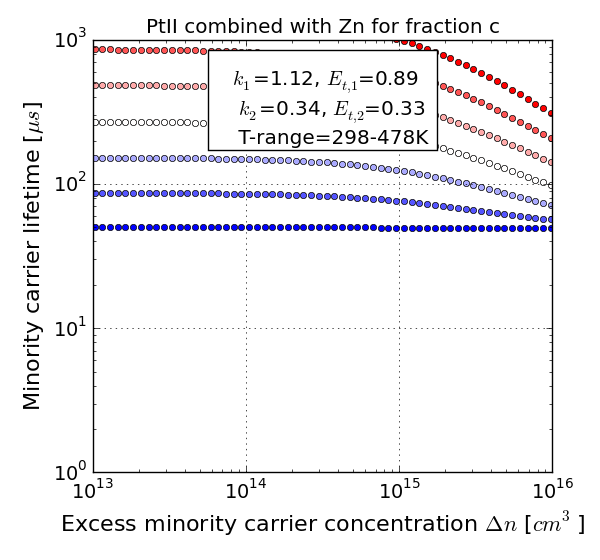 PtII combined with Zn for fraction c
10³
k₁=1.12, Eₜ,₁=0.89
k₂=0.34, Eₜ,₂=0.33
T-range=298-478K
10²
10¹
10⁰
Minority carrier lifetime [μs]
10¹³ 10¹⁴ 10¹⁵ 10¹⁶
Excess minority carrier concentration Δn [cm³ ]